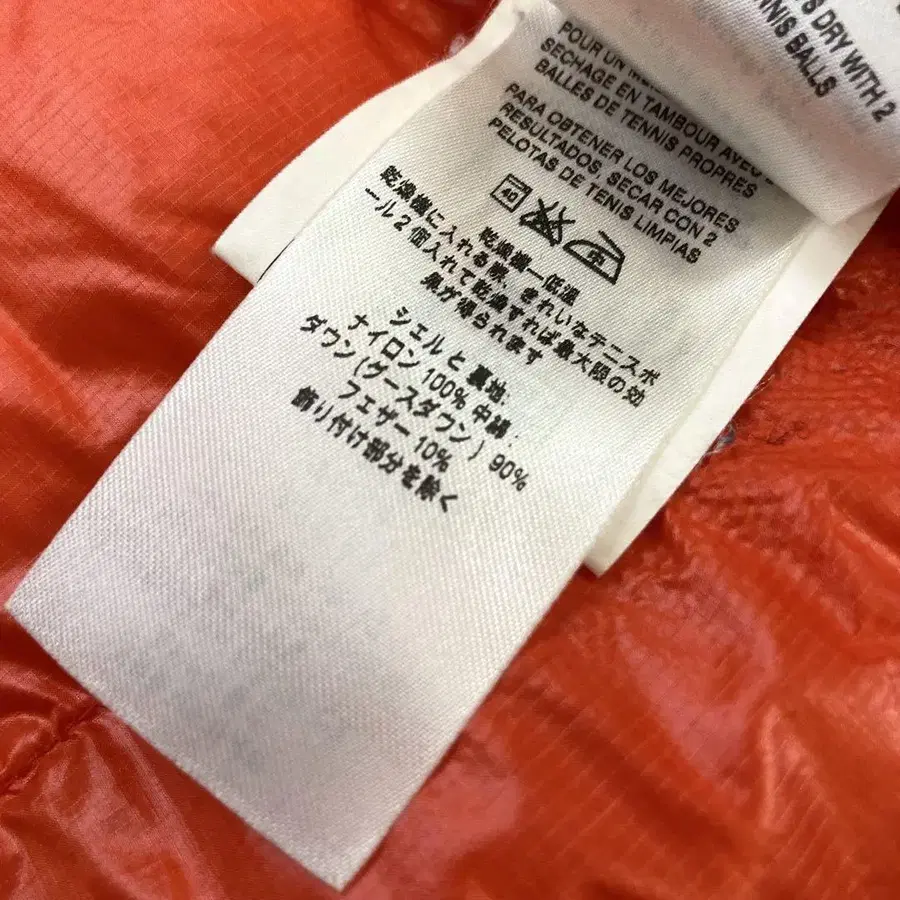 S DRY WITH 2
NNIS BALLS
POUR UN
SECHAGE EN TAMBOUR AVEC
BALLES DE TENNIS PROPRES
PARA OBTENER LOS MEJORES
RESULTADOS, SECAR CON 2
PELOTAS DE TENIS LIMPIAS
40 中
乾燥機一低温
乾燥機に入れる際、きれいなテニスボ
ール2個入れて乾燥すれば最大限の効
果が得られます
シェルと 裏地:
ナイロン 100% 中綿:
ダウン(グースダウン) 90%
フェザー 10%
飾り付け部分を除く